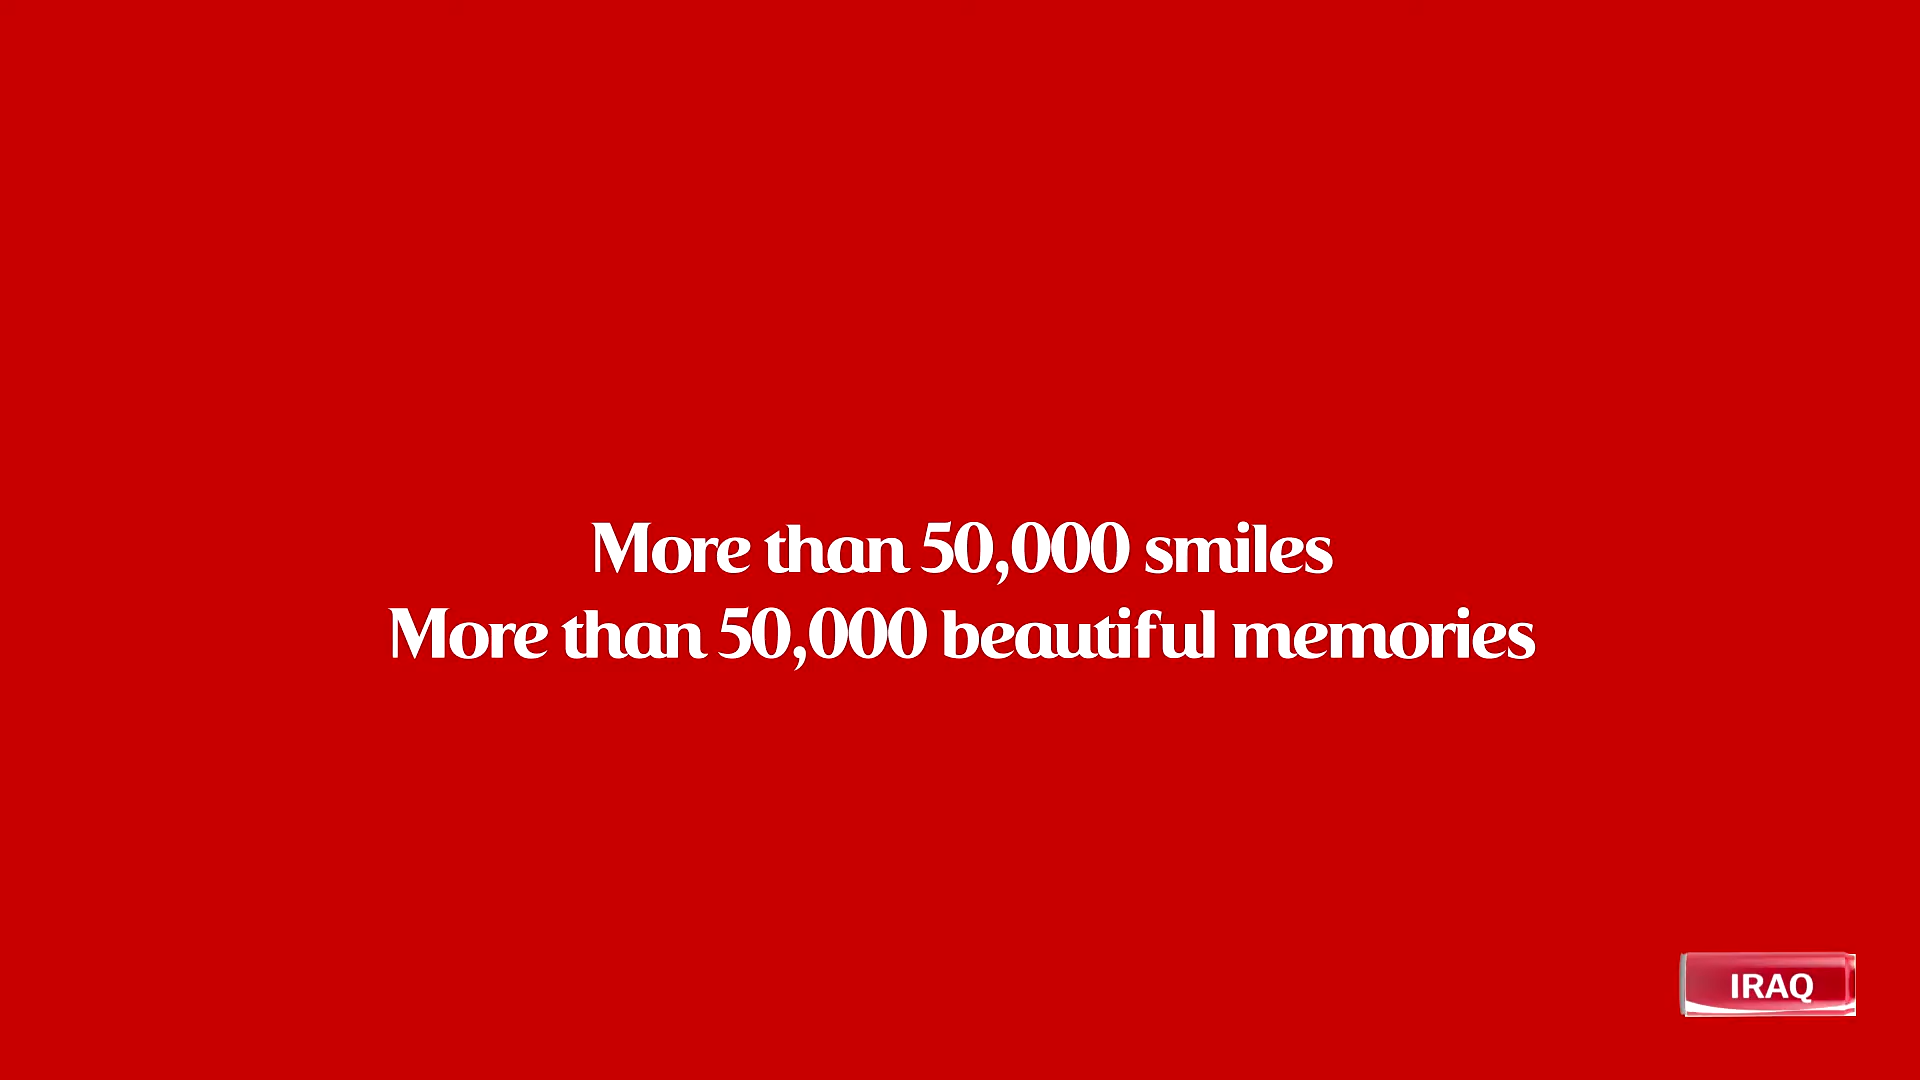 More than 50,000 smiles
More than 50,000 beautiful memories
IRAQ